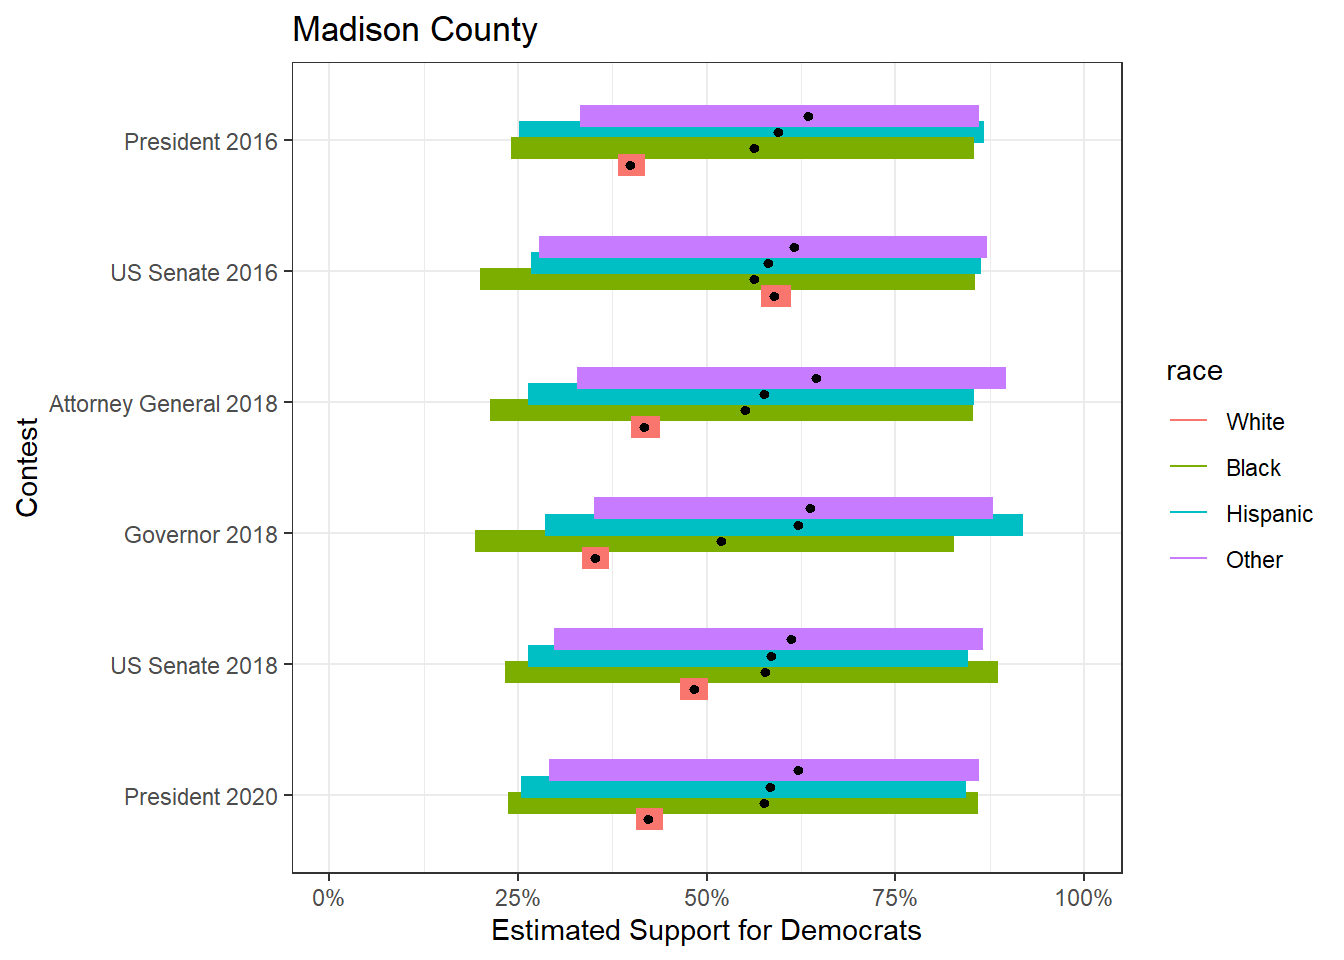 Madison County
President 2016
US Senate 2016
Attorney General 2018
Governor 2018
US Senate 2018
President 2020
Contest
0% 25% 50% 75% 100%
Estimated Support for Democrats
race
White
Black
Hispanic
Other